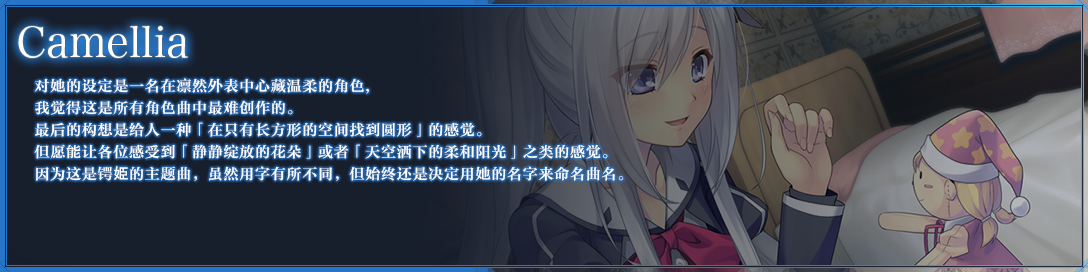 Camellia
对她的设定是一名在凛然外表中心藏温柔的角色，
我觉得这是所有角色曲中最难创作的。
最后的构想是给人一种「在只有长方形的空间找到圆形」的感觉。
但愿能让各位感受到「静静绽放的花朵」或者「天空洒下的柔和阳光」之类的感觉。
因为这是锷姫的主题曲，虽然用字有所不同，但始终还是决定用她的名字来命名曲名。